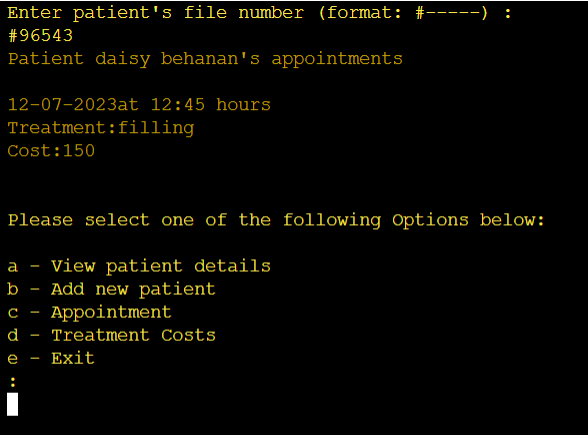 Enter patient's file number (format: #-----) :
#96543
Patient daisy behanan's appointments
12-07-2023at 12:45 hours
Treatment:filling
Cost:150
Please select one of the following Options below:
a - View patient details
b - Add new patient
c - Appointment
d - Treatment Costs
e - Exit
: